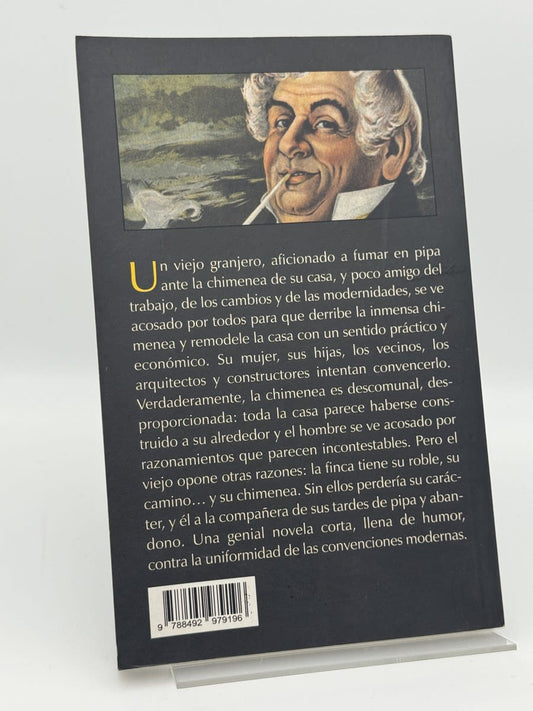 Un viejo granjero, aficionado a fumar en pipa
ante la chimenea de su casa, y poco amigo del
trabajo, de los cambios y de las modernidades, se ve
acosado por todos para que derribe la inmensa chi-
menea y remodele la casa con un sentido práctico y
económico. Su mujer, sus hijas, los vecinos, los
arquitectos y constructores intentan convencerlo.
Verdaderamente, la chimenea es descomunal, des-
proporcionada: toda la casa parece haberse cons-
truido a su alrededor y el hombre se ve acosado por
razonamientos que parecen incontestables. Pero el
viejo opone otras razones: la finca tiene su roble, su
camino... y su chimenea. Sin ellos perdería su carác-
ter, y él a la compañera de sus tardes de pipa y aban-
dono. Una genial novela corta, llena de humor,
contra la uniformidad de las convenciones modernas.
9 788492 979196